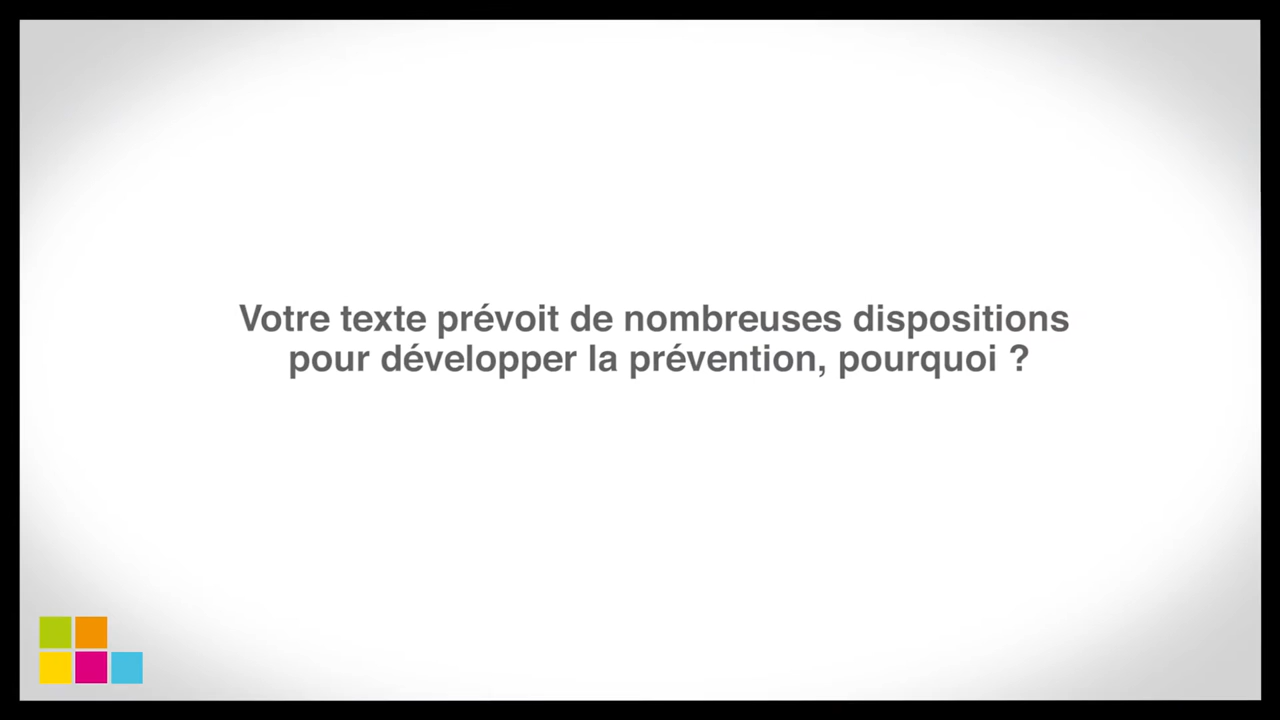 Votre texte prévoit de nombreuses dispositions
pour développer la prévention, pourquoi ?